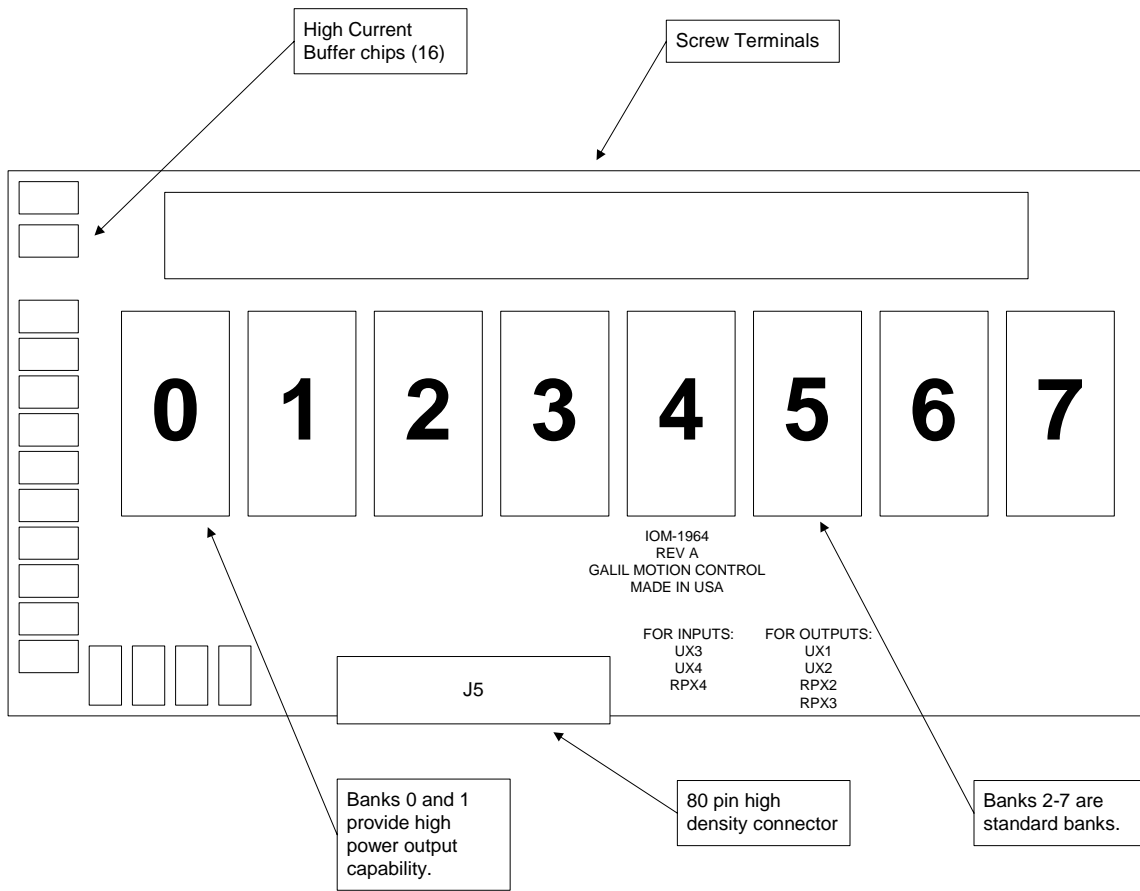 High Current
Buffer chips (16)
Screw Terminals
0 1 2 3 4 5 6 7
IOM-1964
REV A
GALIL MOTION CONTROL
MADE IN USA
FOR INPUTS:
UX3
UX4
RPX4
FOR OUTPUTS:
UX1
UX2
RPX2
RPX3
J5
Banks 0 and 1
provide high
power output
capability.
80 pin high
density connector
Banks 2-7 are
standard banks.